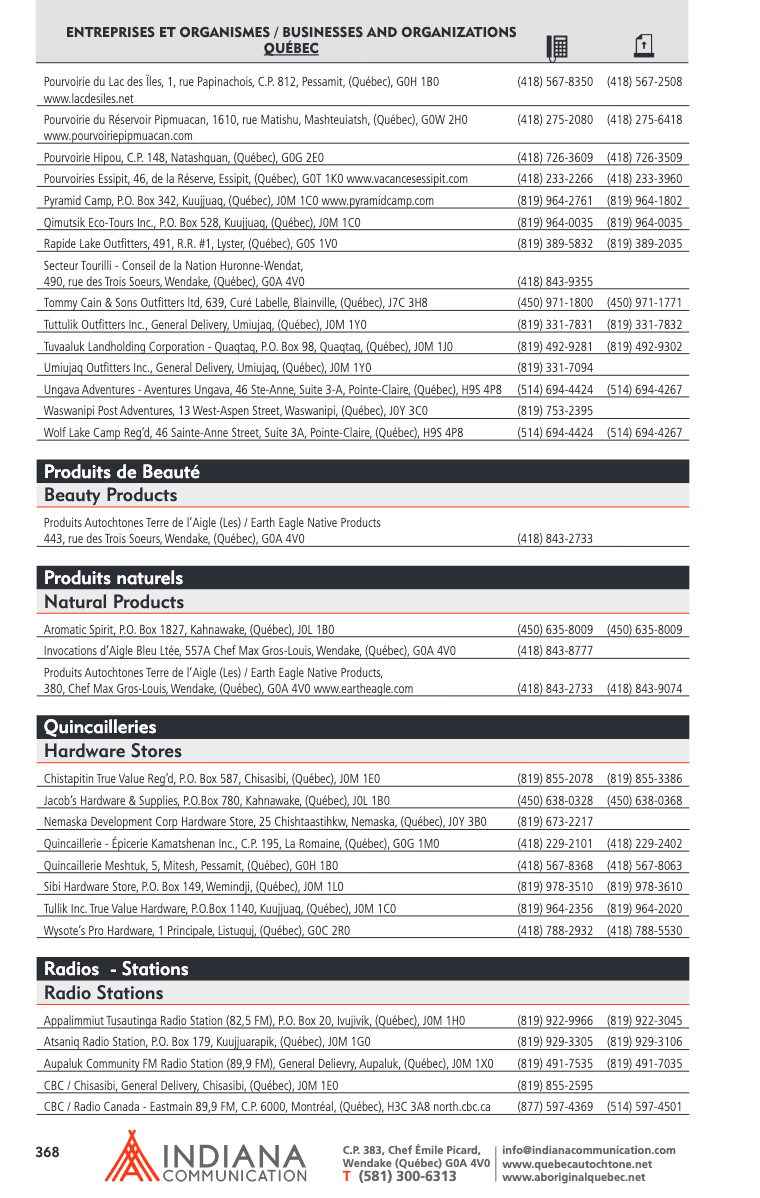 ENTREPRISES ET ORGANISMES / BUSINESSES AND ORGANIZATIONS
QUÉBEC
Pourvoirie du Lac des Ïles, 1, rue Papinachois, C.P. 812, Pessamit, (Québec), G0H 1B0 (418) 567-8350 (418) 567-2508
www.lacdesiles.net
Pourvoirie du Réservoir Pipmuacan, 1610, rue Matishu, Mashteuiatsh, (Québec), G0W 2H0 (418) 275-2080 (418) 275-6418
www.pourvoiriepipmuacan.com
Pourvoirie Hipou, C.P. 148, Natashquan, (Québec), G0G 2E0 (418) 726-3609 (418) 726-3509
Pourvoiries Essipit, 46, de la Réserve, Essipit, (Québec), G0T 1K0 www.vacancesessipit.com (418) 233-2266 (418) 233-3960
Pyramid Camp, P.O. Box 342, Kuujjuaq, (Québec), J0M 1C0 www.pyramidcamp.com (819) 964-2761 (819) 964-1802
Qimutsik Eco-Tours Inc., P.O. Box 528, Kuujjuaq, (Québec), J0M 1C0 (819) 964-0035 (819) 964-0035
Rapide Lake Outfitters, 491, R.R. #1, Lyster, (Québec), G0S 1V0 (819) 389-5832 (819) 389-2035
Secteur Tourilli - Conseil de la Nation Huronne-Wendat,
490, rue des Trois Soeurs, Wendake, (Québec), G0A 4V0 (418) 843-9355
Tommy Cain & Sons Outfitters ltd, 639, Curé Labelle, Blainville, (Québec), J7C 3H8 (450) 971-1800 (450) 971-1771
Tuttulik Outfitters Inc., General Delivery, Umiujaq, (Québec), J0M 1Y0 (819) 331-7831 (819) 331-7832
Tuvaaluk Landholding Corporation - Quaqtaq, P.O. Box 98, Quaqtaq, (Québec), J0M 1J0 (819) 492-9281 (819) 492-9302
Umiujaq Outfitters Inc., General Delivery, Umiujaq, (Québec), J0M 1Y0 (819) 331-7094
Ungava Adventures - Aventures Ungava, 46 Ste-Anne, Suite 3-A, Pointe-Claire, (Québec), H9S 4P8 (514) 694-4424 (514) 694-4267
Waswanipi Post Adventures, 13 West-Aspen Street, Waswanipi, (Québec), J0Y 3C0 (819) 753-2395
Wolf Lake Camp Reg'd, 46 Sainte-Anne Street, Suite 3A, Pointe-Claire, (Québec), H9S 4P8 (514) 694-4424 (514) 694-4267
Produits de Beauté
Beauty Products
Produits Autochtones Terre de l'Aigle (Les) / Earth Eagle Native Products
443, rue des Trois Soeurs, Wendake, (Québec), G0A 4V0 (418) 843-2733
Produits naturels
Natural Products
Aromatic Spirit, P.O. Box 1827, Kahnawake, (Québec), J0L 1B0 (450) 635-8009 (450) 635-8009
Invocations d'Aigle Bleu Ltée, 557A Chef Max Gros-Louis, Wendake, (Québec), G0A 4V0 (418) 843-8777
Produits Autochtones Terre de l'Aigle (Les) / Earth Eagle Native Products,
380, Chef Max Gros-Louis, Wendake, (Québec), G0A 4V0 www.eartheagle.com (418) 843-2733 (418) 843-9074
Quincailleries
Hardware Stores
Chistapitin True Value Reg'd, P.O. Box 587, Chisasibi, (Québec), J0M 1E0 (819) 855-2078 (819) 855-3386
Jacob's Hardware & Supplies, P.O.Box 780, Kahnawake, (Québec), J0L 1B0 (450) 638-0328 (450) 638-0368
Nemaska Development Corp Hardware Store, 25 Chishtaastihkw, Nemaska, (Québec), J0Y 3B0 (819) 673-2217
Quincaillerie - Épicerie Kamatshenan Inc., C.P. 195, La Romaine, (Québec), G0G 1M0 (418) 229-2101 (418) 229-2402
Quincaillerie Meshtuk, 5, Mitesh, Pessamit, (Québec), G0H 1B0 (418) 567-8368 (418) 567-8063
Sibi Hardware Store, P.O. Box 149, Wemindji, (Québec), J0M 1L0 (819) 978-3510 (819) 978-3610
Tullik Inc. True Value Hardware, P.O.Box 1140, Kuujjuaq, (Québec), J0M 1C0 (819) 964-2356 (819) 964-2020
Wysote's Pro Hardware, 1 Principale, Listuguj, (Québec), G0C 2R0 (418) 788-2932 (418) 788-5530
Radios - Stations
Radio Stations
Appalimmiut Tusautinga Radio Station (82,5 FM), P.O. Box 20, Ivujivik, (Québec), J0M 1H0 (819) 922-9966 (819) 922-3045
Atsaniq Radio Station, P.O. Box 179, Kuujjuarapik, (Québec), J0M 1G0 (819) 929-3305 (819) 929-3106
Aupaluk Community FM Radio Station (89,9 FM), General Delievry, Aupaluk, (Québec), J0M 1X0 (819) 491-7535 (819) 491-7035
CBC / Chisasibi, General Delivery, Chisasibi, (Québec), J0M 1E0 (819) 855-2595
CBC / Radio Canada - Eastmain 89,9 FM, C.P. 6000, Montréal, (Québec), H3C 3A8 north.cbc.ca (877) 597-4369 (514) 597-4501
368
INDIANA
COMMUNICATION
C.P. 383, Chef Émile Picard,
Wendake (Québec) G0A 4V0
T (581) 300-6313
info@indianacommunication.com
www.quebecautochtone.net
www.aboriginalquebec.net